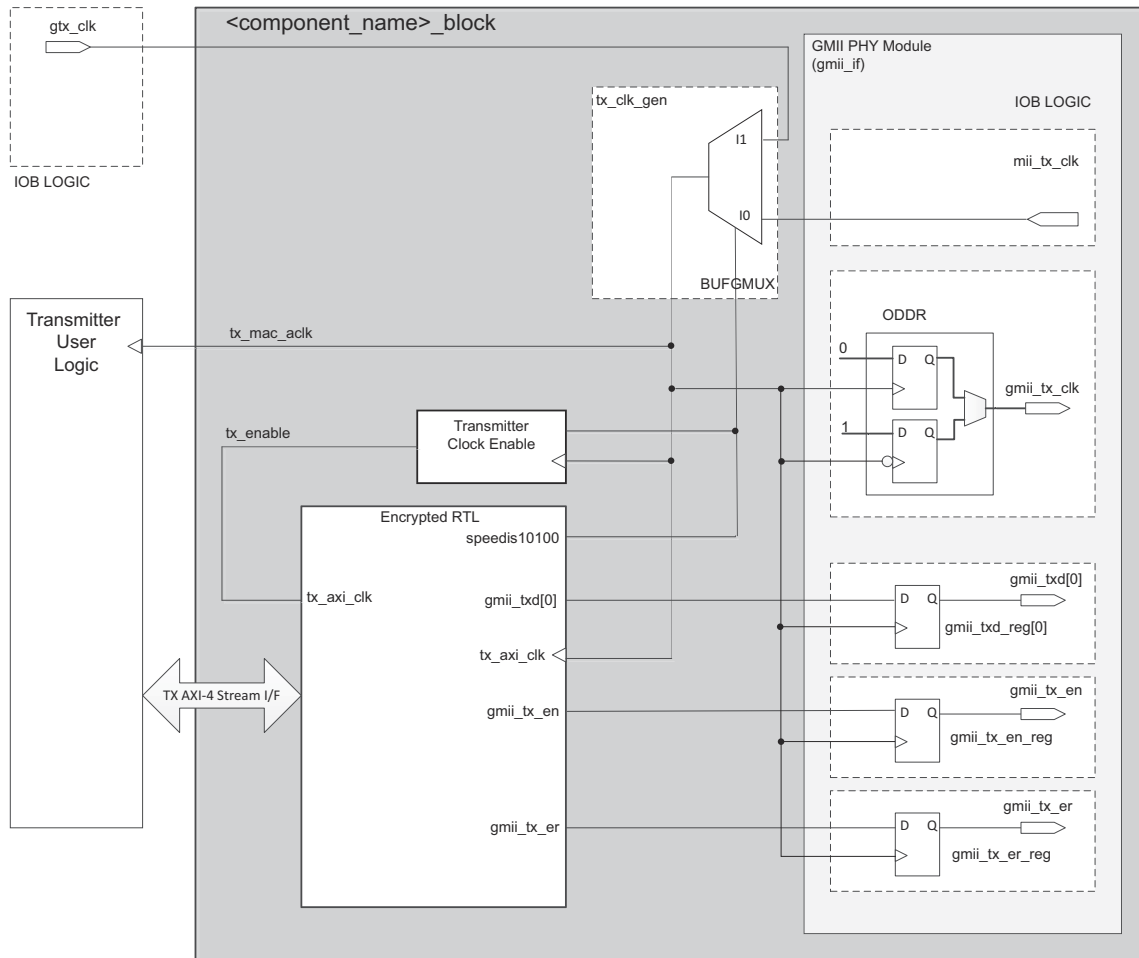 gtx_clk
IOB LOGIC
<component_name>_block
GMII PHY Module
(gmii_if)
IOB LOGIC
tx_clk_gen
I1
I0
BUFGMUX
mii_tx_clk
Transmitter
User
Logic
tx_mac_aclk
ODDR
0
D Q
gmii_tx_clk
1
D Q
tx_enable
Transmitter
Clock Enable
Encrypted RTL
speedis10100
tx_axi_clk
gmii_txd[0]
D Q
gmii_txd[0]
gmii_txd_reg[0]
tx_axi_clk
TX AXI-4 Stream I/F
gmii_tx_en
D Q
gmii_tx_en
gmii_tx_en_reg
gmii_tx_er
D Q
gmii_tx_er
gmii_tx_er_reg